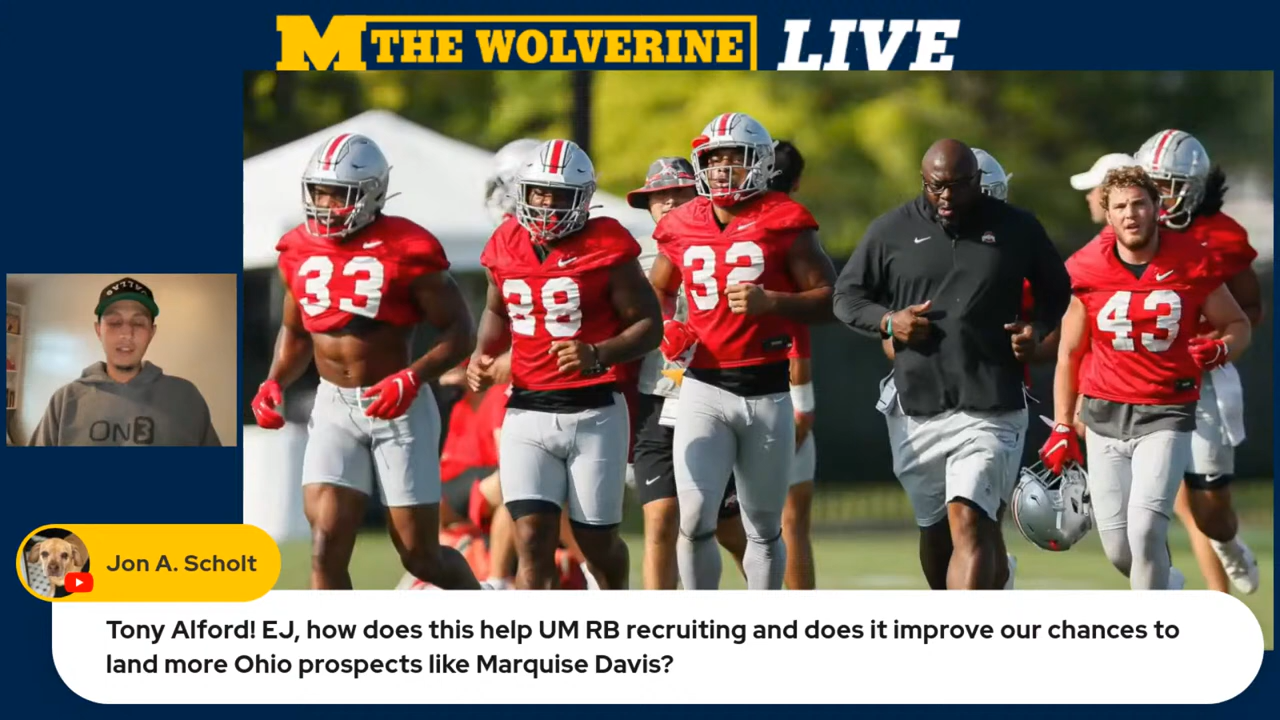 M THE WOLVERINE LIVE
33
28
32
43
DALLAS
ON3
Jon A. Scholt
Tony Alford! EJ, how does this help UM RB recruiting and does it improve our chances to
land more Ohio prospects like Marquise Davis?